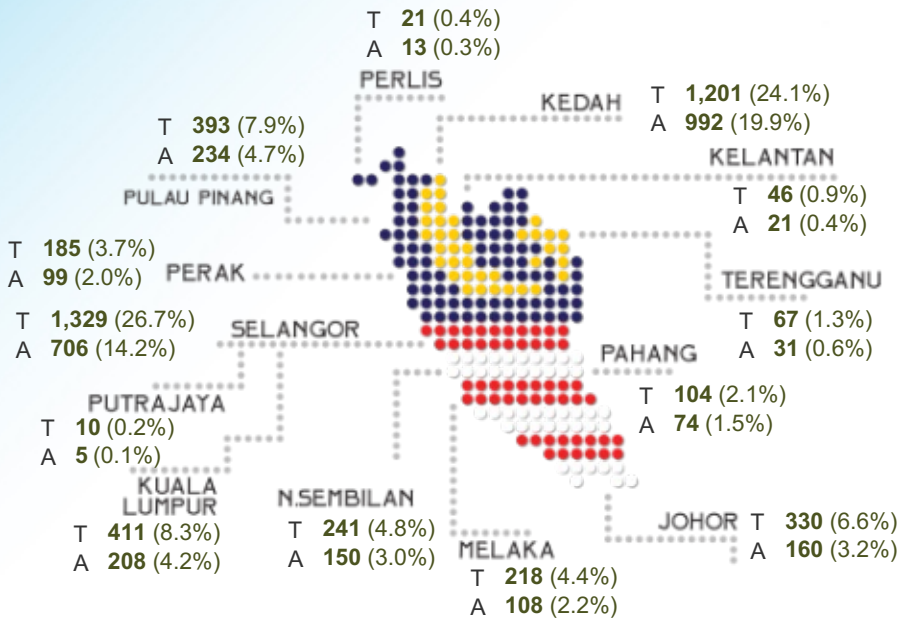 T 21 (0.4%)
A 13 (0.3%)
PERLIS
KEDAH
T 1,201 (24.1%)
A 992 (19.9%)
T 393 (7.9%)
A 234 (4.7%)
PULAU PINANG
KELANTAN
T 46 (0.9%)
A 21 (0.4%)
T 185 (3.7%)
A 99 (2.0%)
PERAK
TERENGGANU
T 67 (1.3%)
A 31 (0.6%)
T 1,329 (26.7%)
A 706 (14.2%)
SELANGOR
PAHANG
T 104 (2.1%)
A 74 (1.5%)
PUTRAJAYA
T 10 (0.2%)
A 5 (0.1%)
KUALA
LUMPUR
T 411 (8.3%)
A 208 (4.2%)
N.SEMBILAN
T 241 (4.8%)
A 150 (3.0%)
MELAKA
T 218 (4.4%)
A 108 (2.2%)
JOHOR
T 330 (6.6%)
A 160 (3.2%)